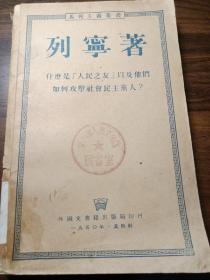 列寧著
什麽是「人民之友」以及他們
如何攻擊社會民主黨人？
外國文書籍出版局印行
一九五〇年·莫斯科